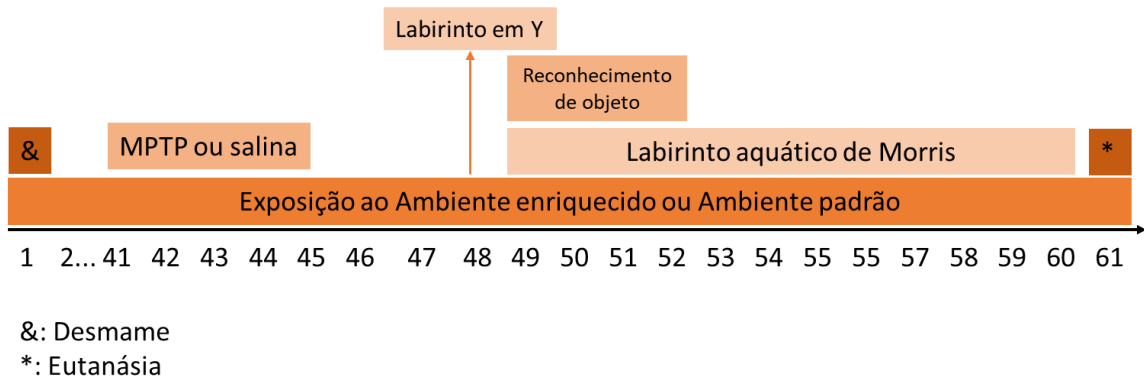 Labirinto em Y
Reconhecimento
de objeto
&
MPTP ou salina
Labirinto aquático de Morris
*
Exposição ao Ambiente enriquecido ou Ambiente padrão
1 2... 41 42 43 44 45 46 47 48 49 50 51 52 53 54 55 55 57 58 59 60 61
&: Desmame
*: Eutanásia